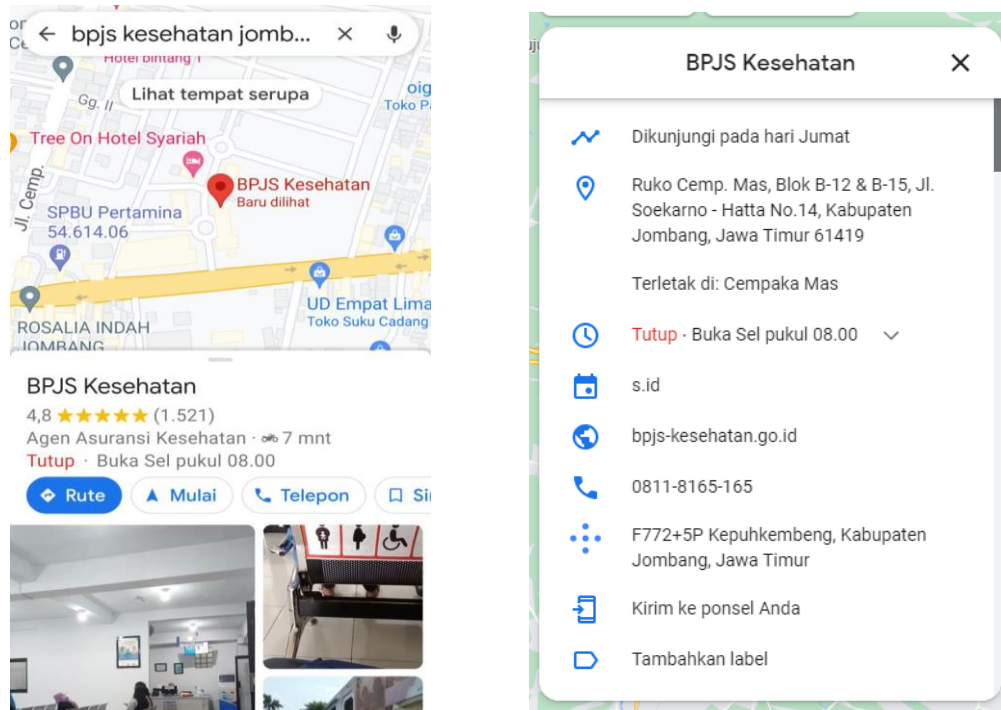 bpjs kesehatan jomb...
Hotel bintang 1
Gg. II
Lihat tempat serupa
Tree On Hotel Syariah
BPJS Kesehatan
Baru dilihat
Jl. Cemp.
SPBU Pertamina
54.614.06
UD Empat Lima
Toko Suku Cadang
ROSALIA INDAH
JOMBANG
BPJS Kesehatan
4,8 (1.521)
Agen Asuransi Kesehatan · 7 mnt
Tutup · Buka Sel pukul 08.00
Rute
Mulai
Telepon
BPJS Kesehatan
Dikunjungi pada hari Jumat
Ruko Cemp. Mas, Blok B-12 & B-15, Jl.
Soekarno - Hatta No.14, Kabupaten
Jombang, Jawa Timur 61419
Terletak di: Cempaka Mas
Tutup · Buka Sel pukul 08.00
s.id
bpjs-kesehatan.go.id
0811-8165-165
F772+5P Kepuhkembeng, Kabupaten
Jombang, Jawa Timur
Kirim ke ponsel Anda
Tambahkan label